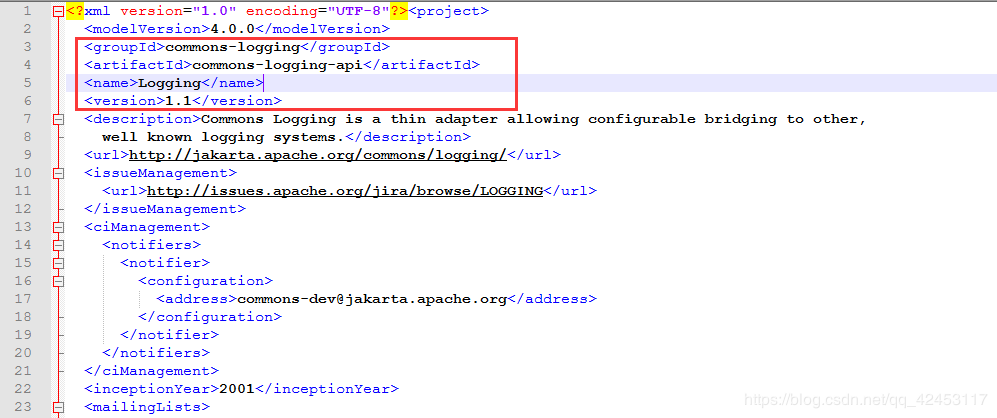 1 <?xml version="1.0" encoding="UTF-8"?><project>
2 <modelVersion>4.0.0</modelVersion>
3 <groupId>commons-logging</groupId>
4 <artifactId>commons-logging-api</artifactId>
5 <name>Logging</name>
6 <version>1.1</version>
7 <description>Commons Logging is a thin adapter allowing configurable bridging to other,
8 well known logging systems.</description>
9 <url>http://jakarta.apache.org/commons/logging/</url>
10 <issueManagement>
11 <url>http://issues.apache.org/jira/browse/LOGGING</url>
12 </issueManagement>
13 <ciManagement>
14 <notifiers>
15 <notifier>
16 <configuration>
17 <address>commons-dev@jakarta.apache.org</address>
18 </configuration>
19 </notifier>
20 </notifiers>
21 </ciManagement>
22 <inceptionYear>2001</inceptionYear>
23 <mailingLists>
https://blog.csdn.net/qq_42453117